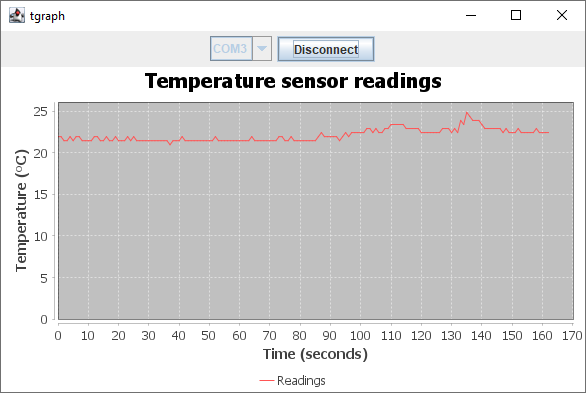 tgraph
COM3
Disconnect
Temperature sensor readings
Temperature (°C)
25
20
15
10
5
0
0 10 20 30 40 50 60 70 80 90 100 110 120 130 140 150 160 170
Time (seconds)
Readings